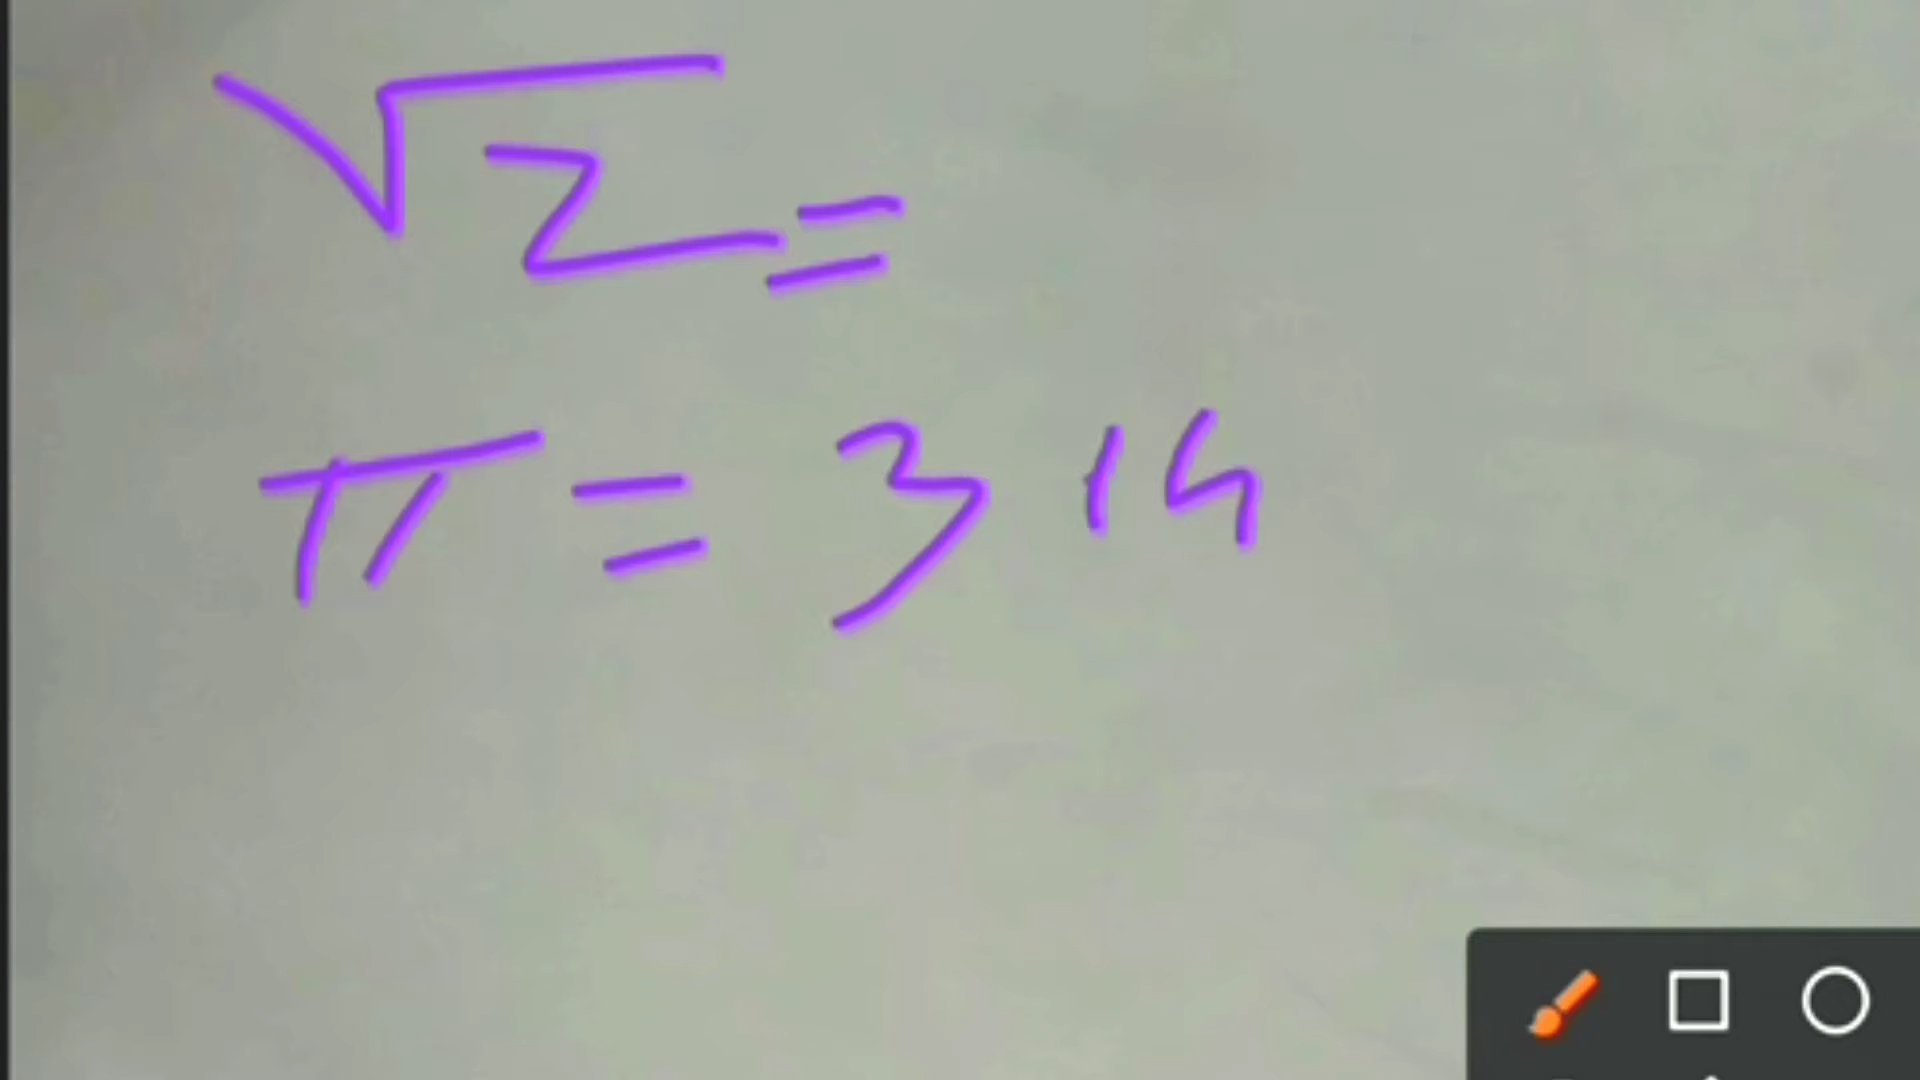 √2=
π = 3 14